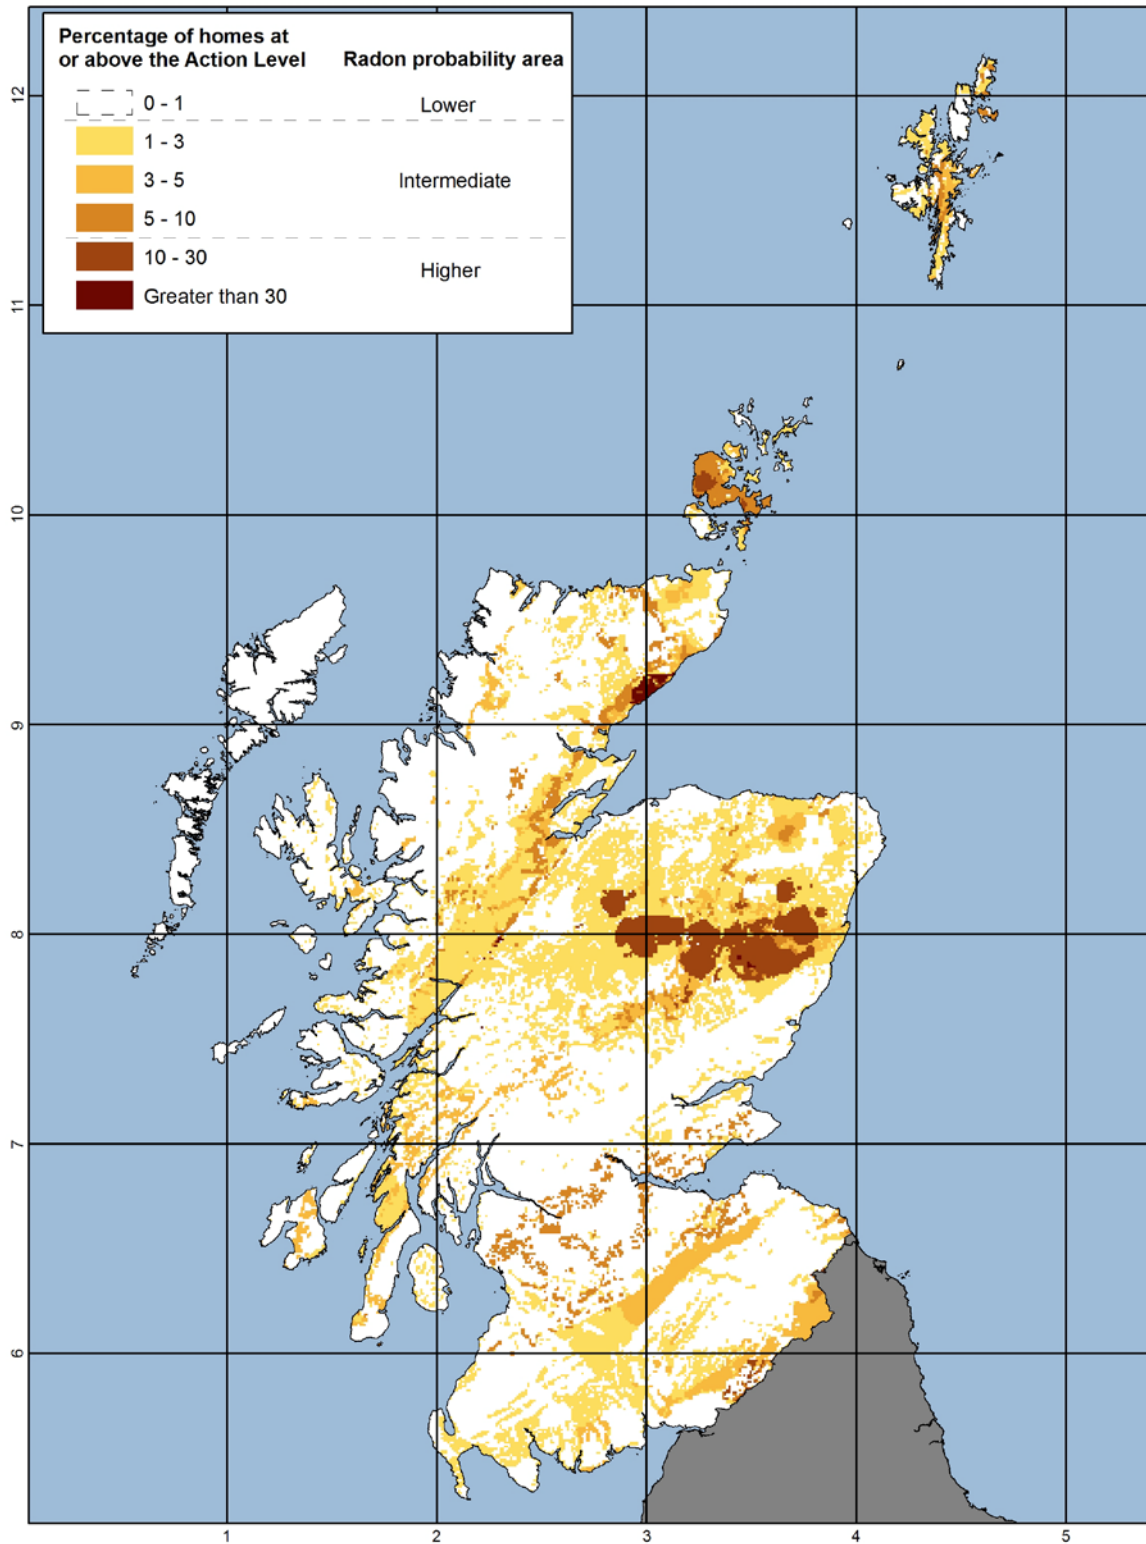 Percentage of homes at
or above the Action Level
Radon probability area
0 - 1
Lower
1 - 3
3 - 5
Intermediate
5 - 10
10 - 30
Higher
Greater than 30
12
11
10
9
8
7
6
1
2
3
4
5